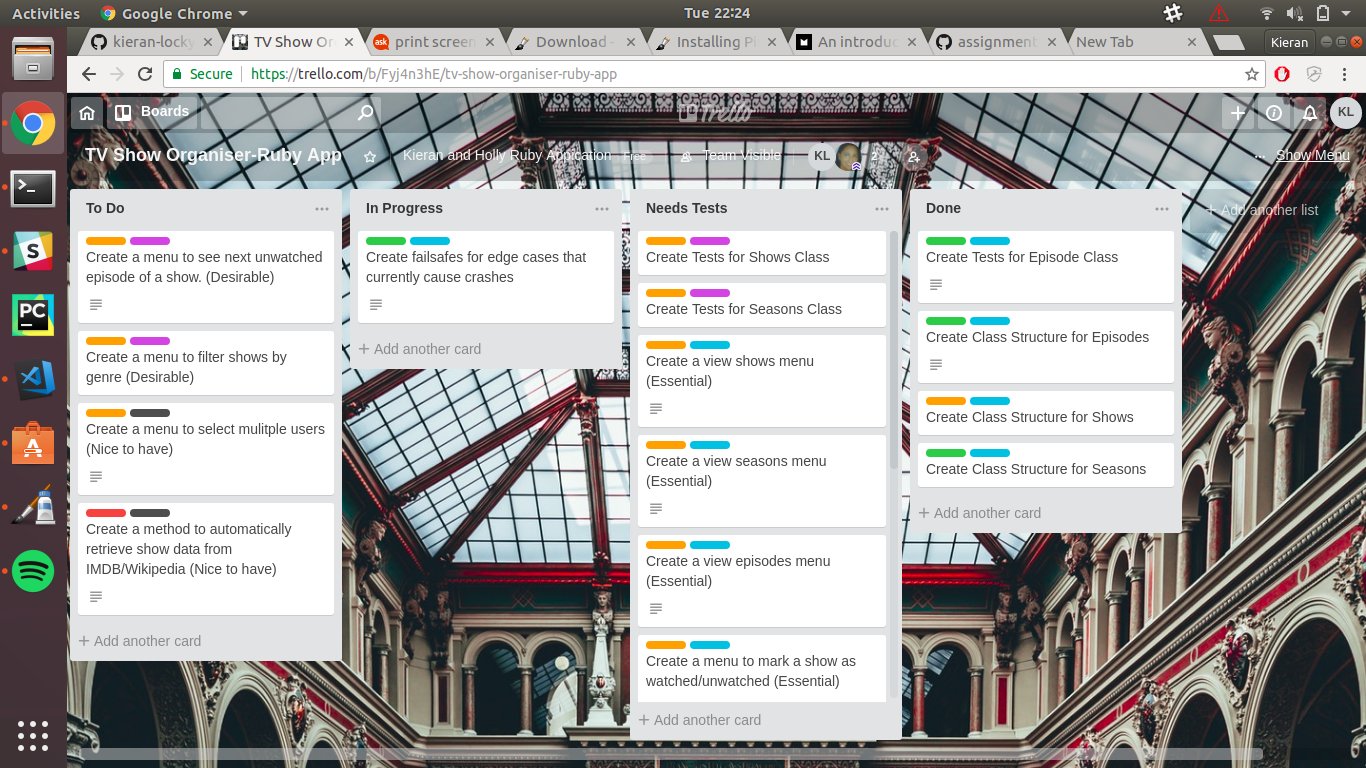 Activities
Google Chrome
Tue 22:24
kieran-locky
TV Show Or
print screen
Download -
Installing Pi
An introduc
assignment
New Tab
Kieran
Secure
https://trello.com/b/Fyj4n3hE/tv-show-organiser-ruby-app
Boards
Trello
KL
TV Show Organiser-Ruby App
Kieran and Holly Ruby Appication
Free
Team Visible
KL
2
Show Menu
To Do
Create a menu to see next unwatched
episode of a show. (Desirable)
Create a menu to filter shows by
genre (Desirable)
Create a menu to select mulitple users
(Nice to have)
Create a method to automatically
retrieve show data from
IMDB/Wikipedia (Nice to have)
+ Add another card
In Progress
Create failsafes for edge cases that
currently cause crashes
+ Add another card
Needs Tests
Create Tests for Shows Class
Create Tests for Seasons Class
Create a view shows menu
(Essential)
Create a view seasons menu
(Essential)
Create a view episodes menu
(Essential)
Create a menu to mark a show as
watched/unwatched (Essential)
+ Add another card
Done
Create Tests for Episode Class
Create Class Structure for Episodes
Create Class Structure for Shows
Create Class Structure for Seasons
+ Add another card
+ Add another list
S
PC
A